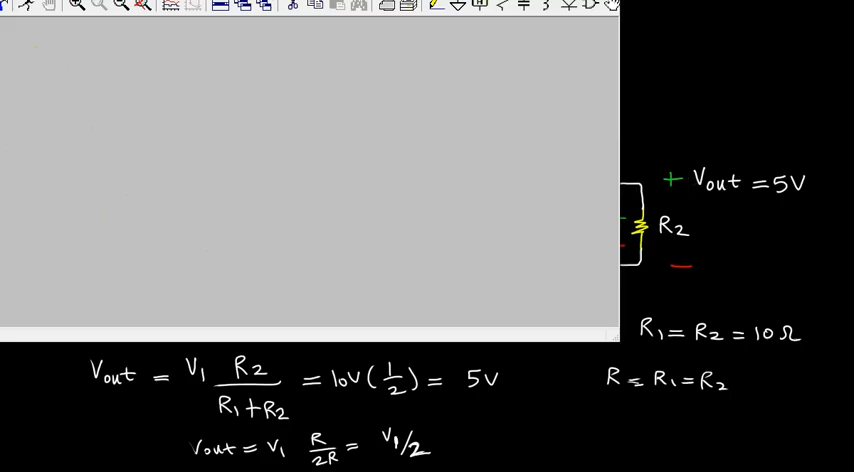 + Vout = 5V
R2
−
R1 = R2 = 10Ω
Vout = V1 R2/(R1+R2) = 10V(1/2) = 5V
R = R1 = R2
Vout = V1 R/2R = V1/2